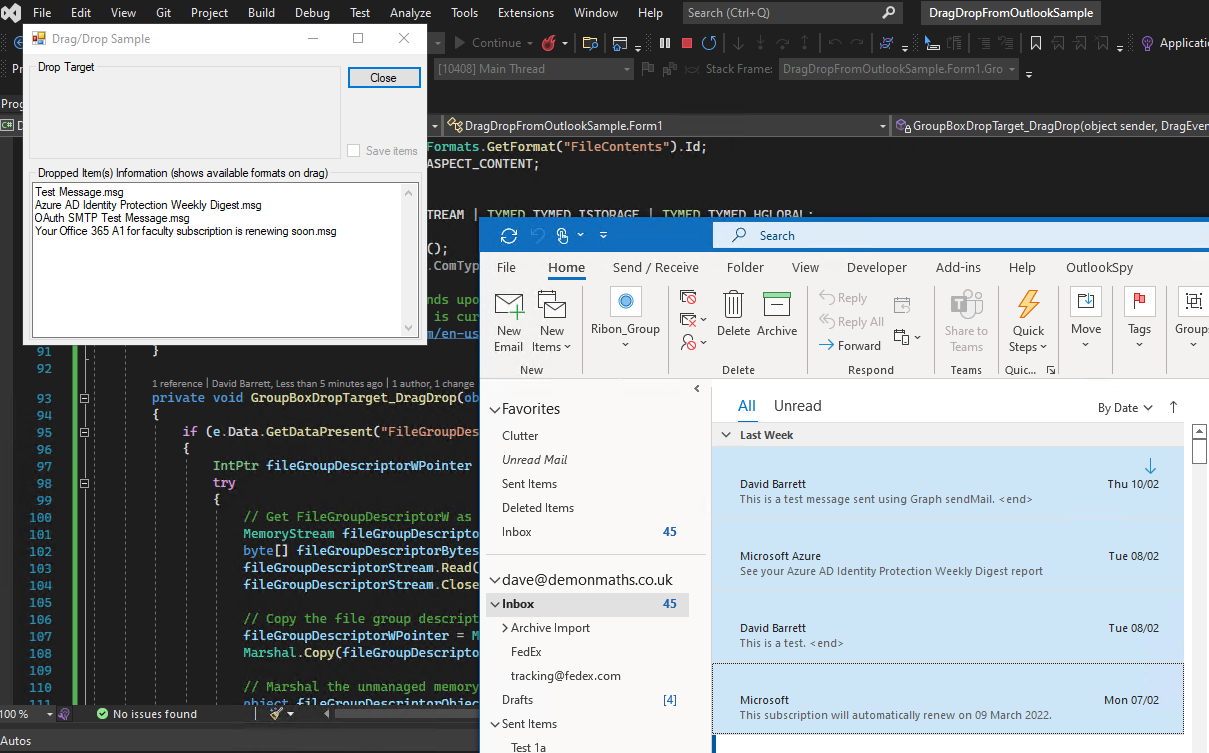 File Edit View Git Project Build Debug Test Analyze Tools Extensions Window Help Search (Ctrl+Q) DragDropFromOutlookSample
Drag/Drop Sample
Continue
Applicati
Drop Target
Close
Save items
Dropped Item(s) Information (shows available formats on drag)
Test Message.msg
Azure AD Identity Protection Weekly Digest.msg
OAuth SMTP Test Message.msg
Your Office 365 A1 for faculty subscription is renewing soon.msg
Pr
[10408] Main Thread
Stack Frame:
DragDropFromOutlookSample.Form1.Gro
Prog
C# D
DragDropFromOutlookSample.Form1
GroupBoxDropTarget_DragDrop(object sender, DragEven
Formats.GetFormat("FileContents").Id;
ASPECT_CONTENT;
TREAM | TYMED.TYMED_ISTORAGE | TYMED.TYMED_HGLOBAL;
();
.ComTyp
nds upo
is cur
m/en-us
91 }
92
1 reference | David Barrett, Less than 5 minutes ago | 1 author, 1 change
93 private void GroupBoxDropTarget_DragDrop(ob
94 {
95 if (e.Data.GetDataPresent("FileGroupDes
96 {
97 IntPtr fileGroupDescriptorWPointer
98 try
99 {
100 // Get FileGroupDescriptorW as
101 MemoryStream fileGroupDescripto
102 byte[] fileGroupDescriptorBytes
103 fileGroupDescriptorStream.Read(
104 fileGroupDescriptorStream.Close
105
106 // Copy the file group descript
107 fileGroupDescriptorWPointer = M
108 Marshal.Copy(fileGroupDescripto
109
110 // Marshal the unmanaged memory
111 object fileGroupDescriptorObjec
100 %
No issues found
Autos
Search
File Home Send / Receive Folder View Developer Add-ins Help OutlookSpy
New Email
New Items
Ribon_Group
Delete
Archive
Reply
Reply All
Forward
Share to Teams
Quick Steps
Move
Tags
Groups
New
Delete
Respond
Teams
Quic...
Favorites
Clutter
Unread Mail
Sent Items
Deleted Items
Inbox 45
dave@demonmaths.co.uk
Inbox 45
Archive Import
FedEx
tracking@fedex.com
Drafts [4]
Sent Items
Test 1a
All Unread
By Date
Last Week
David Barrett Thu 10/02
This is a test message sent using Graph sendMail. <end>
Microsoft Azure Tue 08/02
See your Azure AD Identity Protection Weekly Digest report
David Barrett Tue 08/02
This is a test. <end>
Microsoft Mon 07/02
This subscription will automatically renew on 09 March 2022.